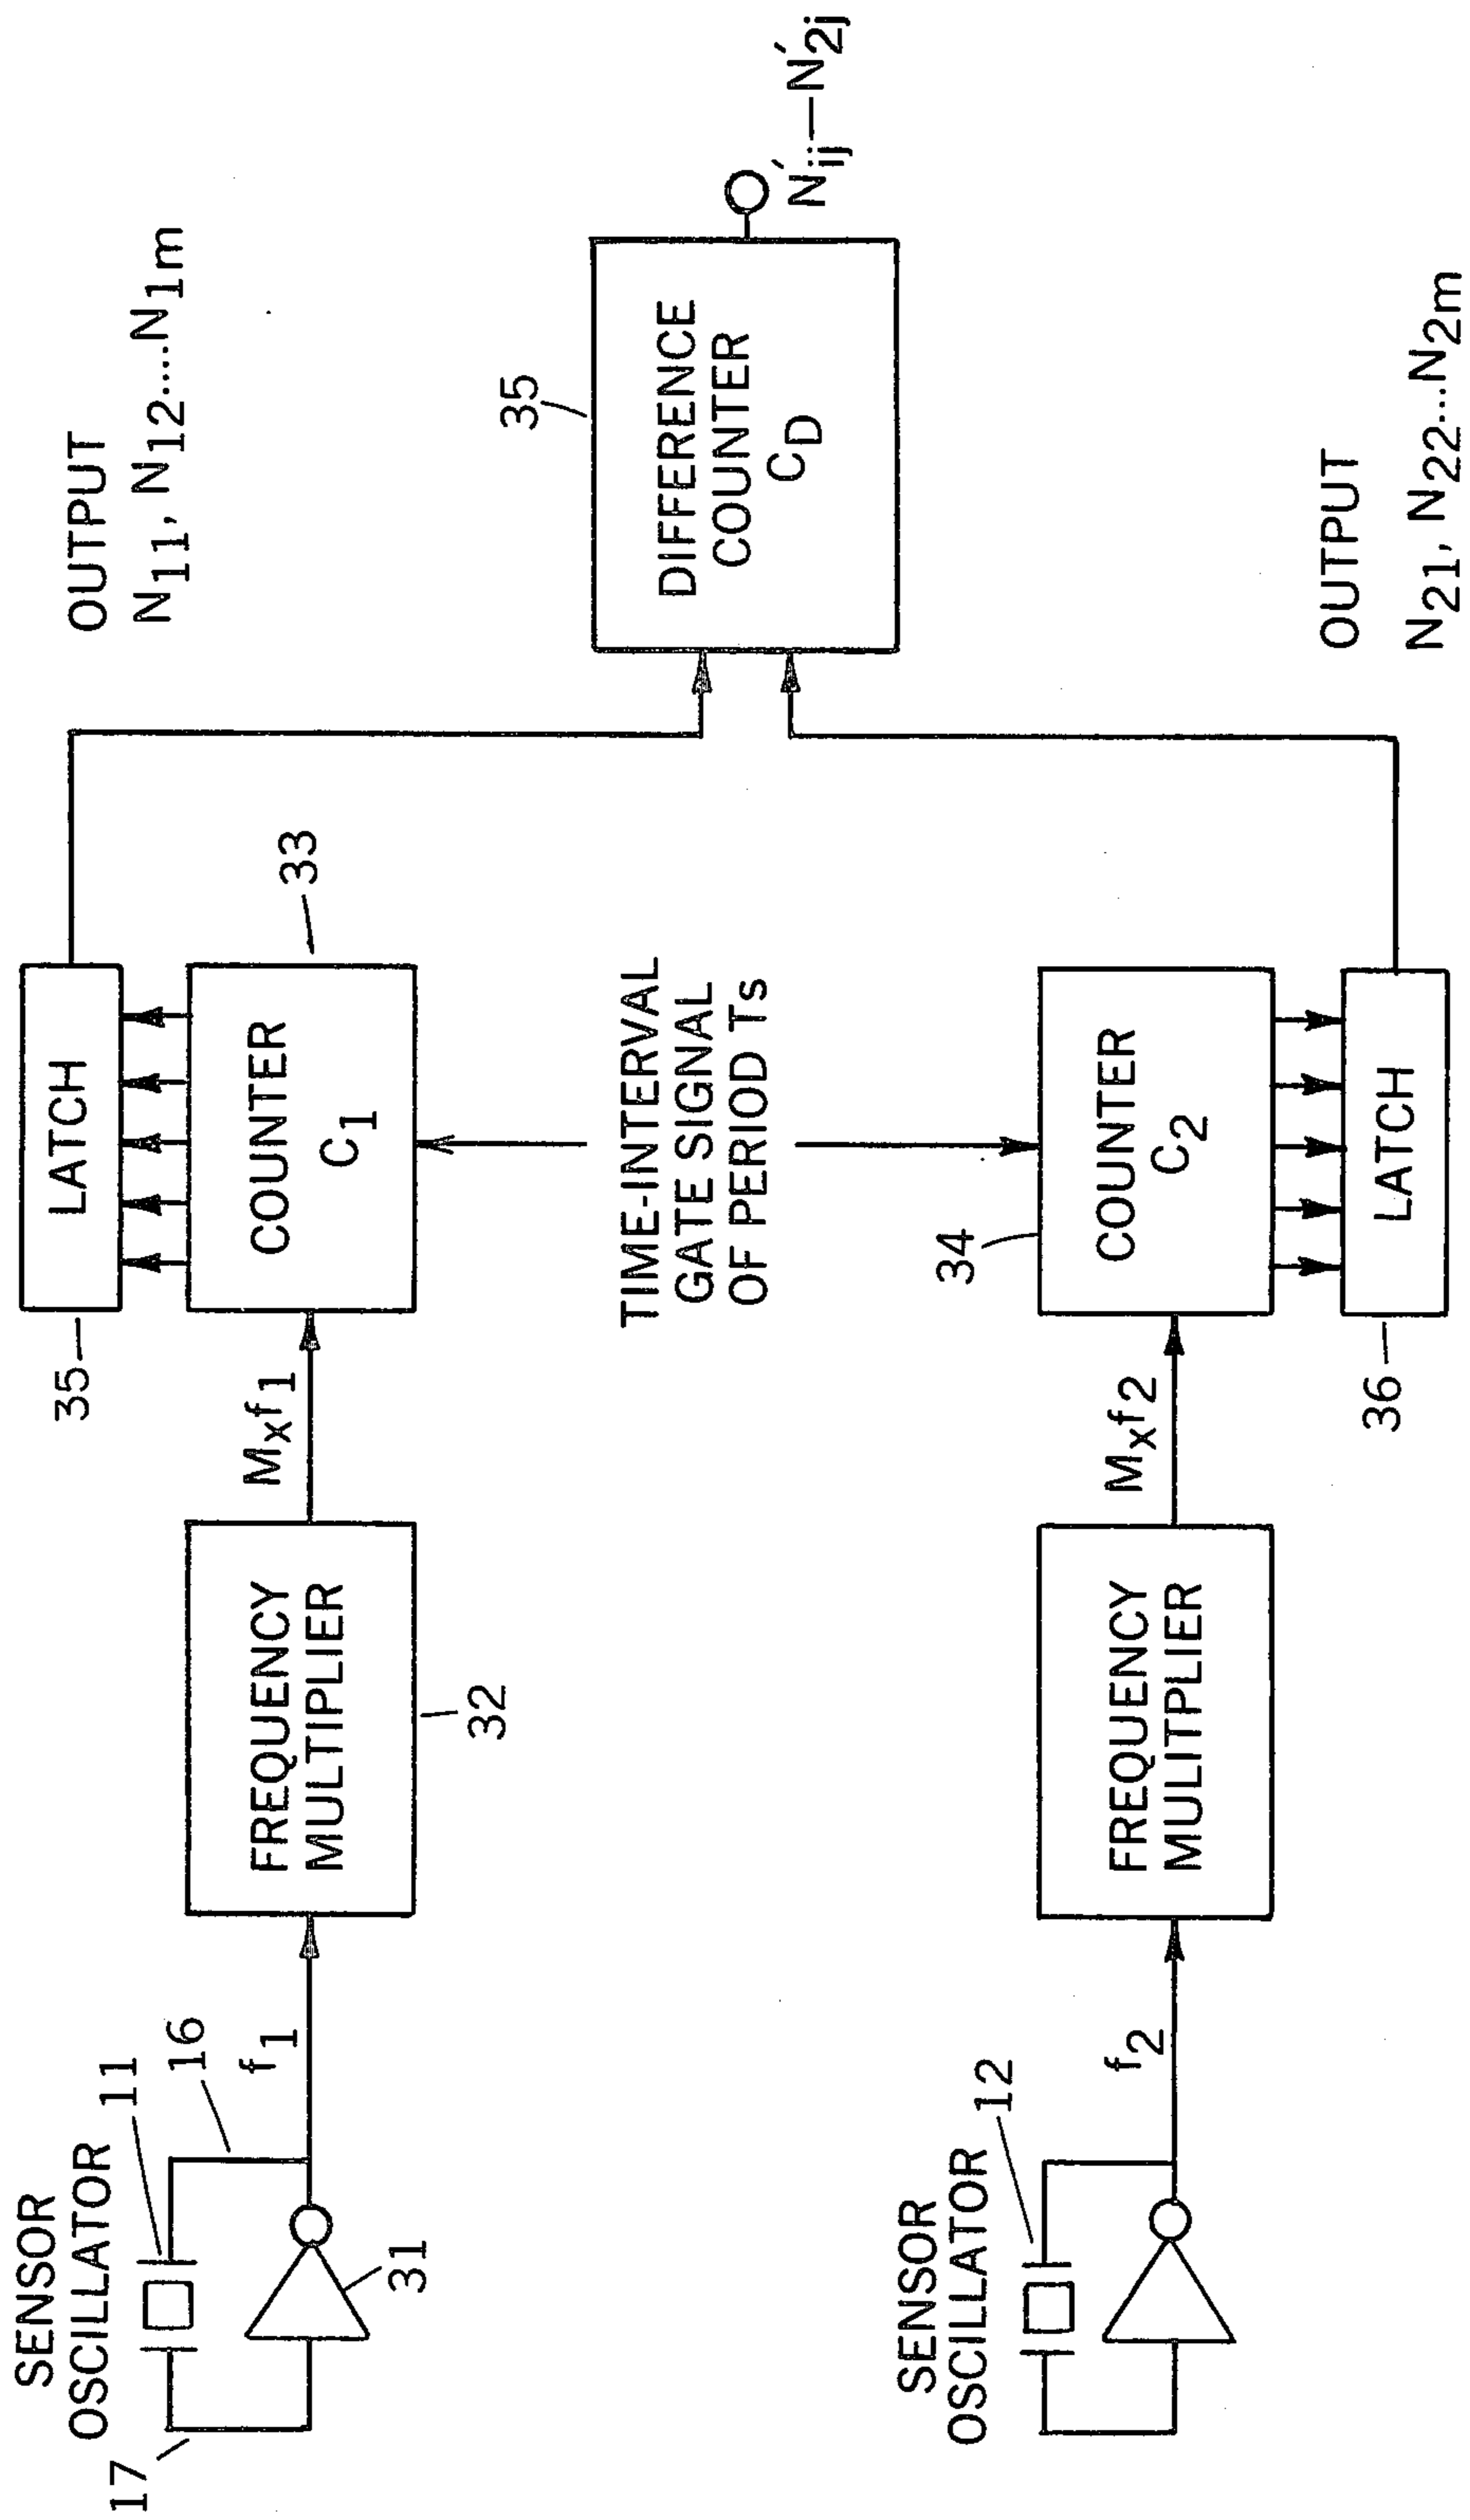 SENSOR
OSCILLATOR
17
11
16
31
f1
FREQUENCY
MULTIPLIER
32
Mxf1
35
LATCH
COUNTER
C1
33
OUTPUT
N11, N12....N1m
TIME-INTERVAL
GATE SIGNAL
OF PERIOD Ts
35
DIFFERENCE
COUNTER
CD
N'ij—N'2j
SENSOR
OSCILLATOR
12
f2
FREQUENCY
MULITPLIER
Mxf2
34
COUNTER
C2
36
LATCH
OUTPUT
N21, N22...N2m